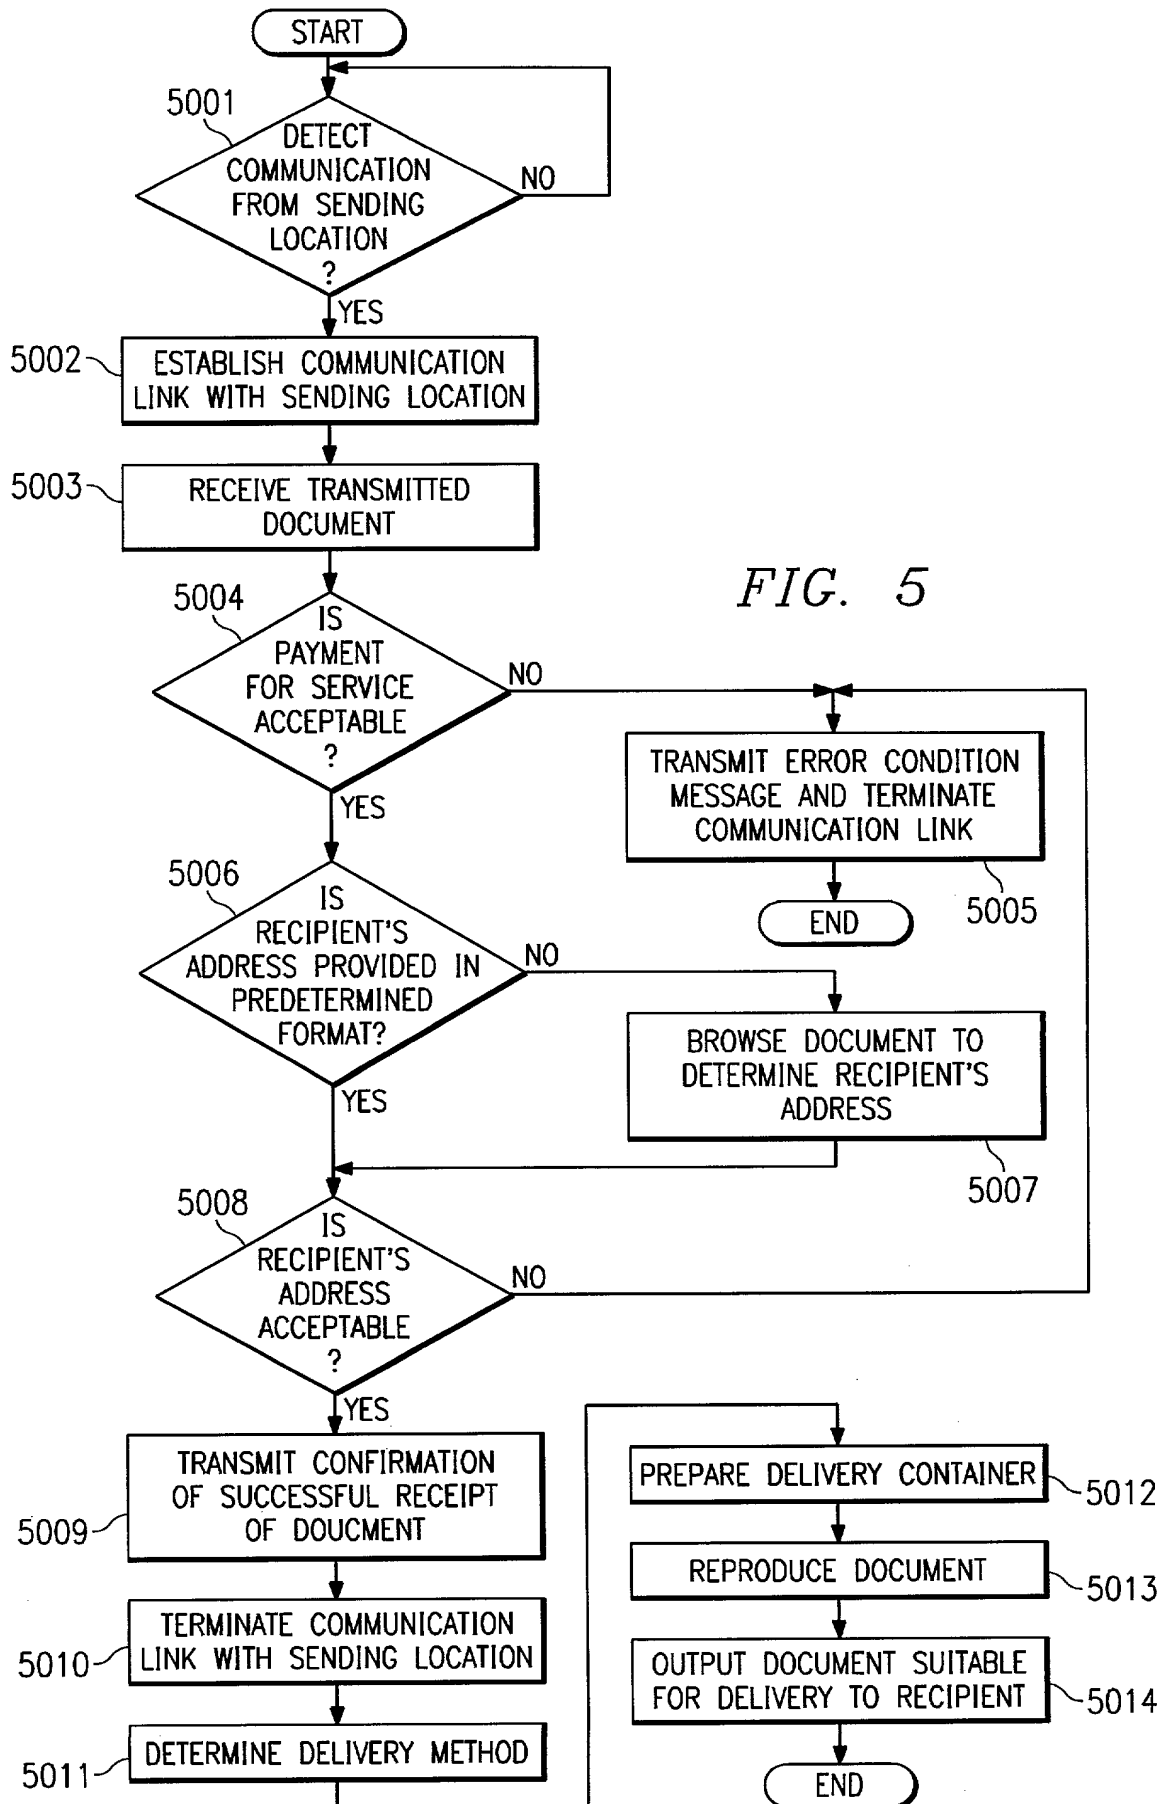 START
5001
DETECT
COMMUNICATION
FROM SENDING
LOCATION
?
NO
YES
5002
ESTABLISH COMMUNICATION
LINK WITH SENDING LOCATION
5003
RECEIVE TRANSMITTED
DOCUMENT
FIG. 5
5004
IS
PAYMENT
FOR SERVICE
ACCEPTABLE
?
NO
YES
TRANSMIT ERROR CONDITION
MESSAGE AND TERMINATE
COMMUNICATION LINK
5005
END
5006
IS
RECIPIENT'S
ADDRESS PROVIDED IN
PREDETERMINED
FORMAT?
NO
YES
BROWSE DOCUMENT TO
DETERMINE RECIPIENT'S
ADDRESS
5007
5008
IS
RECIPIENT'S
ADDRESS
ACCEPTABLE
?
NO
YES
TRANSMIT CONFIRMATION
OF SUCCESSFUL RECEIPT
OF DOUCMENT
5009
TERMINATE COMMUNICATION
LINK WITH SENDING LOCATION
5010
DETERMINE DELIVERY METHOD
5011
PREPARE DELIVERY CONTAINER
5012
REPRODUCE DOCUMENT
5013
OUTPUT DOCUMENT SUITABLE
FOR DELIVERY TO RECIPIENT
5014
END